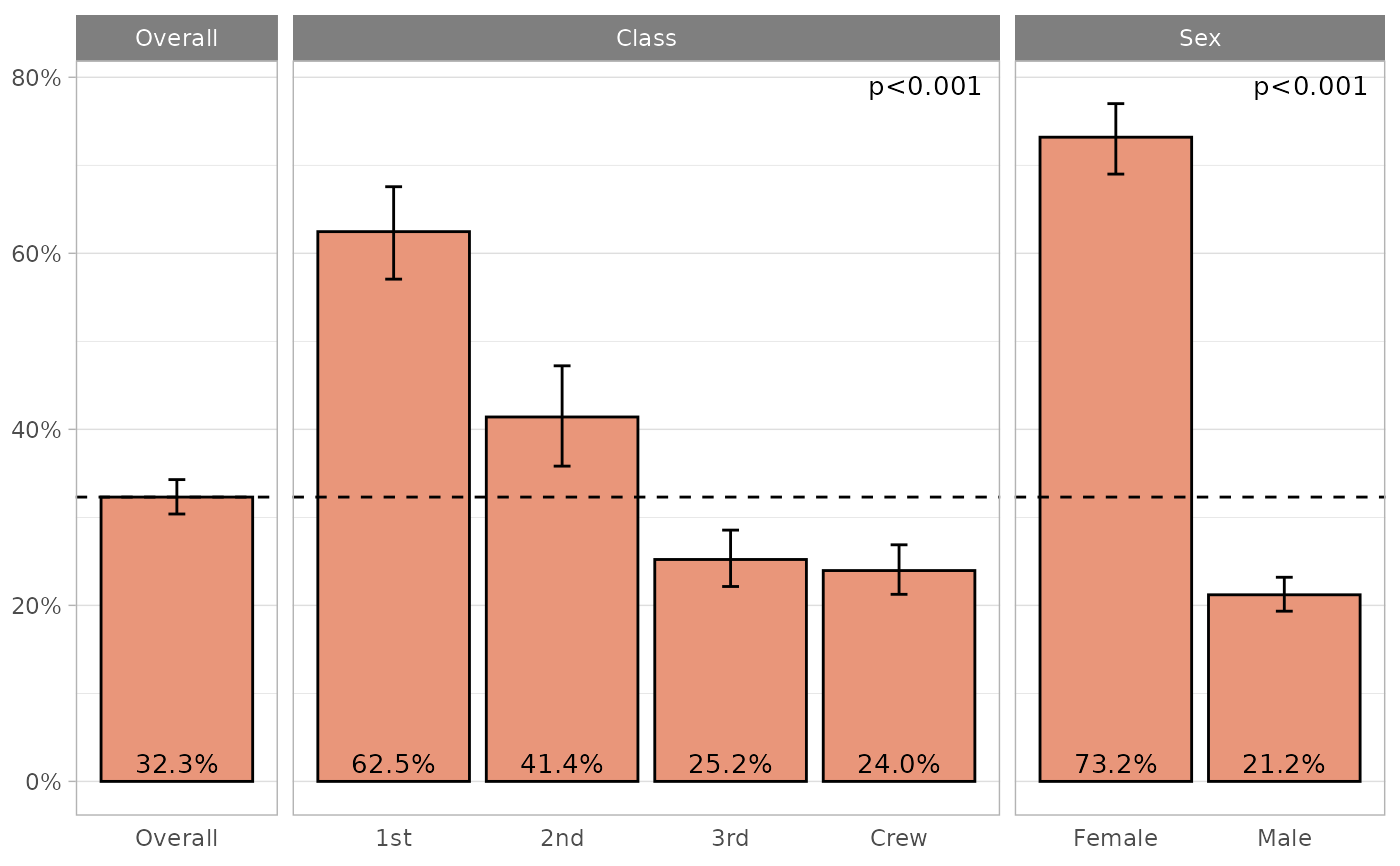 Overall Class Sex
80%
p<0.001 p<0.001
60%
40%
20%
32.3% 62.5% 41.4% 25.2% 24.0% 73.2% 21.2%
0%
Overall 1st 2nd 3rd Crew Female Male